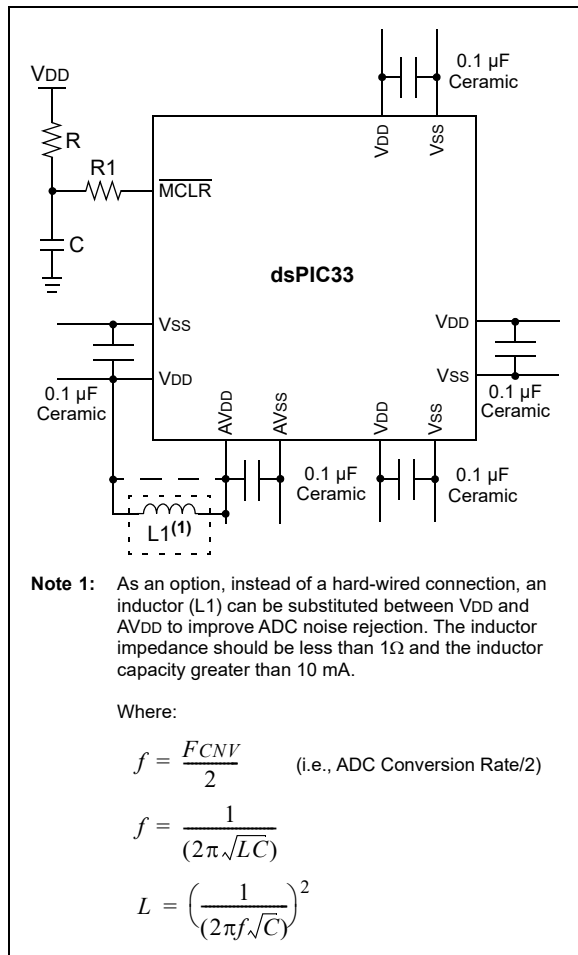 0.1 µF
Ceramic
VDD
R
R1
C
MCLR
VDD
VSS
dsPIC33
VSS
VDD
0.1 µF
Ceramic
VDD
VSS
0.1 µF
Ceramic
AVDD
AVSS
VDD
VSS
0.1 µF
Ceramic
0.1 µF
Ceramic
L1(1)
Note 1: As an option, instead of a hard-wired connection, an
inductor (L1) can be substituted between VDD and
AVDD to improve ADC noise rejection. The inductor
impedance should be less than 1Ω and the inductor
capacity greater than 10 mA.
Where:
f = FCNV / 2 (i.e., ADC Conversion Rate/2)
f = 1 / (2π√LC)
L = (1 / (2πf√C))²